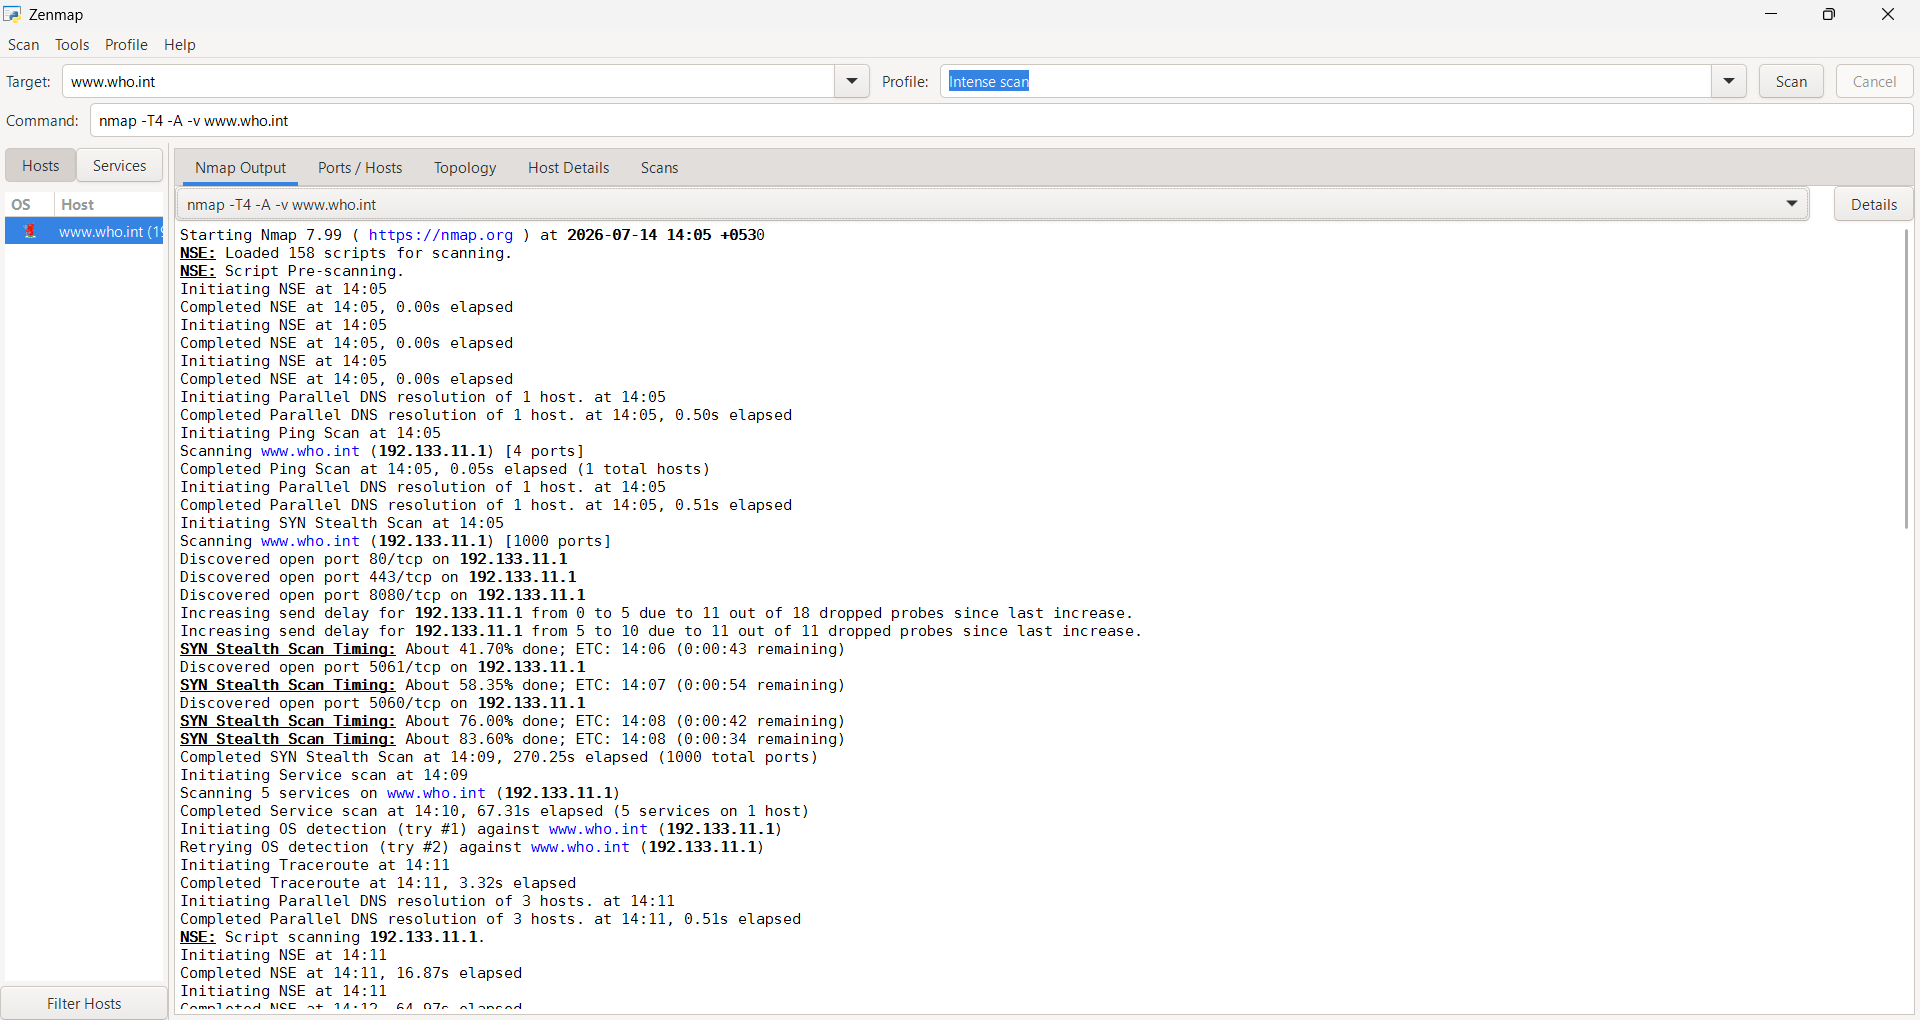 Zenmap
Scan Tools Profile Help
Target: www.who.int Profile: Intense scan Scan Cancel
Command: nmap -T4 -A -v www.who.int
Hosts Services
Nmap Output Ports / Hosts Topology Host Details Scans
OS Host
nmap -T4 -A -v www.who.int Details
www.who.int (19
Starting Nmap 7.99 ( https://nmap.org ) at 2026-07-14 14:05 +0530
NSE: Loaded 158 scripts for scanning.
NSE: Script Pre-scanning.
Initiating NSE at 14:05
Completed NSE at 14:05, 0.00s elapsed
Initiating NSE at 14:05
Completed NSE at 14:05, 0.00s elapsed
Initiating NSE at 14:05
Completed NSE at 14:05, 0.00s elapsed
Initiating Parallel DNS resolution of 1 host. at 14:05
Completed Parallel DNS resolution of 1 host. at 14:05, 0.50s elapsed
Initiating Ping Scan at 14:05
Scanning www.who.int (192.133.11.1) [4 ports]
Completed Ping Scan at 14:05, 0.05s elapsed (1 total hosts)
Initiating Parallel DNS resolution of 1 host. at 14:05
Completed Parallel DNS resolution of 1 host. at 14:05, 0.51s elapsed
Initiating SYN Stealth Scan at 14:05
Scanning www.who.int (192.133.11.1) [1000 ports]
Discovered open port 80/tcp on 192.133.11.1
Discovered open port 443/tcp on 192.133.11.1
Discovered open port 8080/tcp on 192.133.11.1
Increasing send delay for 192.133.11.1 from 0 to 5 due to 11 out of 18 dropped probes since last increase.
Increasing send delay for 192.133.11.1 from 5 to 10 due to 11 out of 11 dropped probes since last increase.
SYN Stealth Scan Timing: About 41.70% done; ETC: 14:06 (0:00:43 remaining)
Discovered open port 5061/tcp on 192.133.11.1
SYN Stealth Scan Timing: About 58.35% done; ETC: 14:07 (0:00:54 remaining)
Discovered open port 5060/tcp on 192.133.11.1
SYN Stealth Scan Timing: About 76.00% done; ETC: 14:08 (0:00:42 remaining)
SYN Stealth Scan Timing: About 83.60% done; ETC: 14:08 (0:00:34 remaining)
Completed SYN Stealth Scan at 14:09, 270.25s elapsed (1000 total ports)
Initiating Service scan at 14:09
Scanning 5 services on www.who.int (192.133.11.1)
Completed Service scan at 14:10, 67.31s elapsed (5 services on 1 host)
Initiating OS detection (try #1) against www.who.int (192.133.11.1)
Retrying OS detection (try #2) against www.who.int (192.133.11.1)
Initiating Traceroute at 14:11
Completed Traceroute at 14:11, 3.32s elapsed
Initiating Parallel DNS resolution of 3 hosts. at 14:11
Completed Parallel DNS resolution of 3 hosts. at 14:11, 0.51s elapsed
NSE: Script scanning 192.133.11.1.
Initiating NSE at 14:11
Completed NSE at 14:11, 16.87s elapsed
Initiating NSE at 14:11
Completed NSE at 14:12, 64.97s elapsed
Filter Hosts